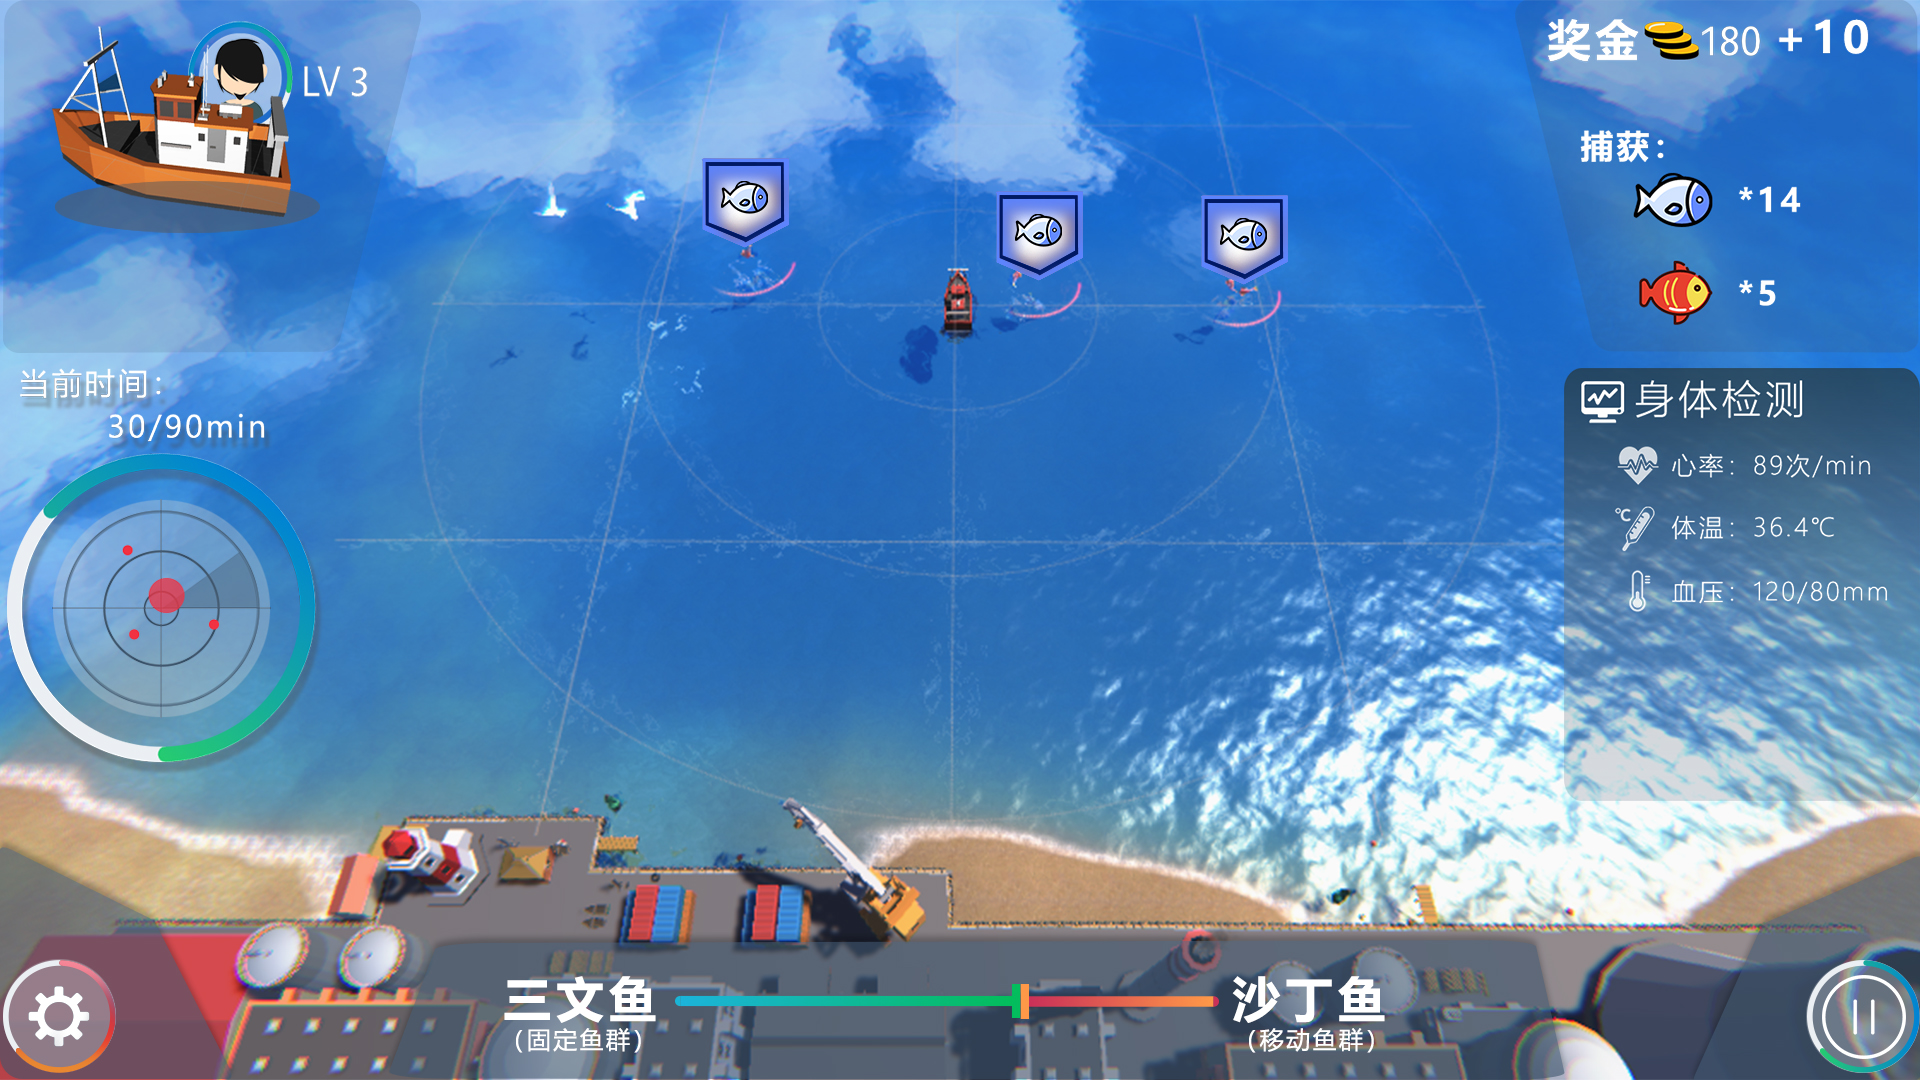 LV 3
奖金 180 +10
捕获：
*14
*5
当前时间：
30/90min
身体检测
心率：89次/min
℃ 体温：36.4℃
血压：120/80mm
三文鱼
（固定鱼群）
沙丁鱼
（移动鱼群）